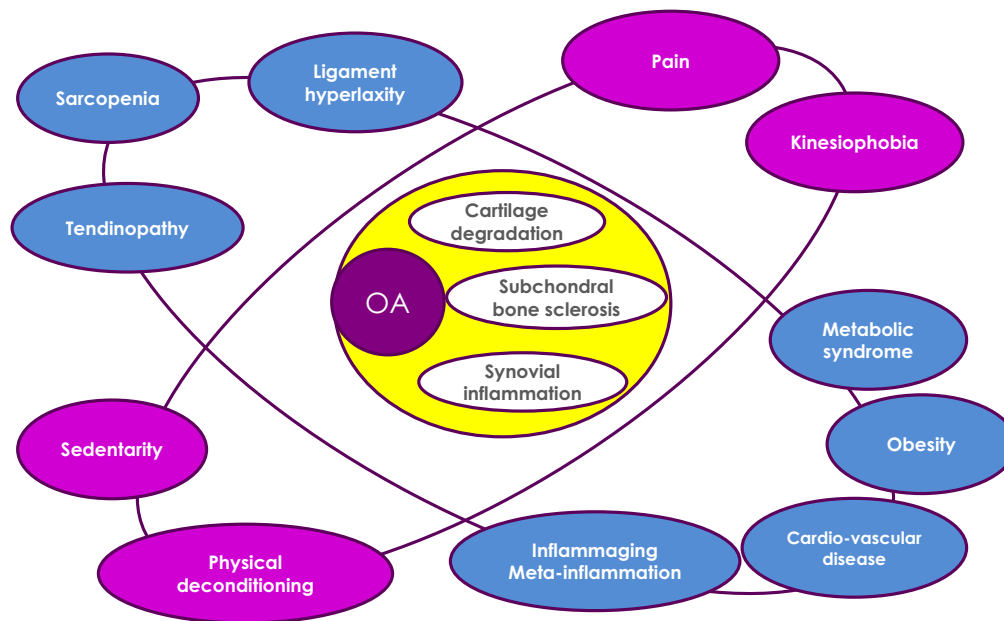 Sarcopenia
Ligament
hyperlaxity
Pain
Kinesiophobia
Tendinopathy
Cartilage
degradation
OA
Subchondral
bone sclerosis
Synovial
inflammation
Metabolic
syndrome
Obesity
Sedentarity
Cardio-vascular
disease
Inflammaging
Meta-inflammation
Physical
deconditioning